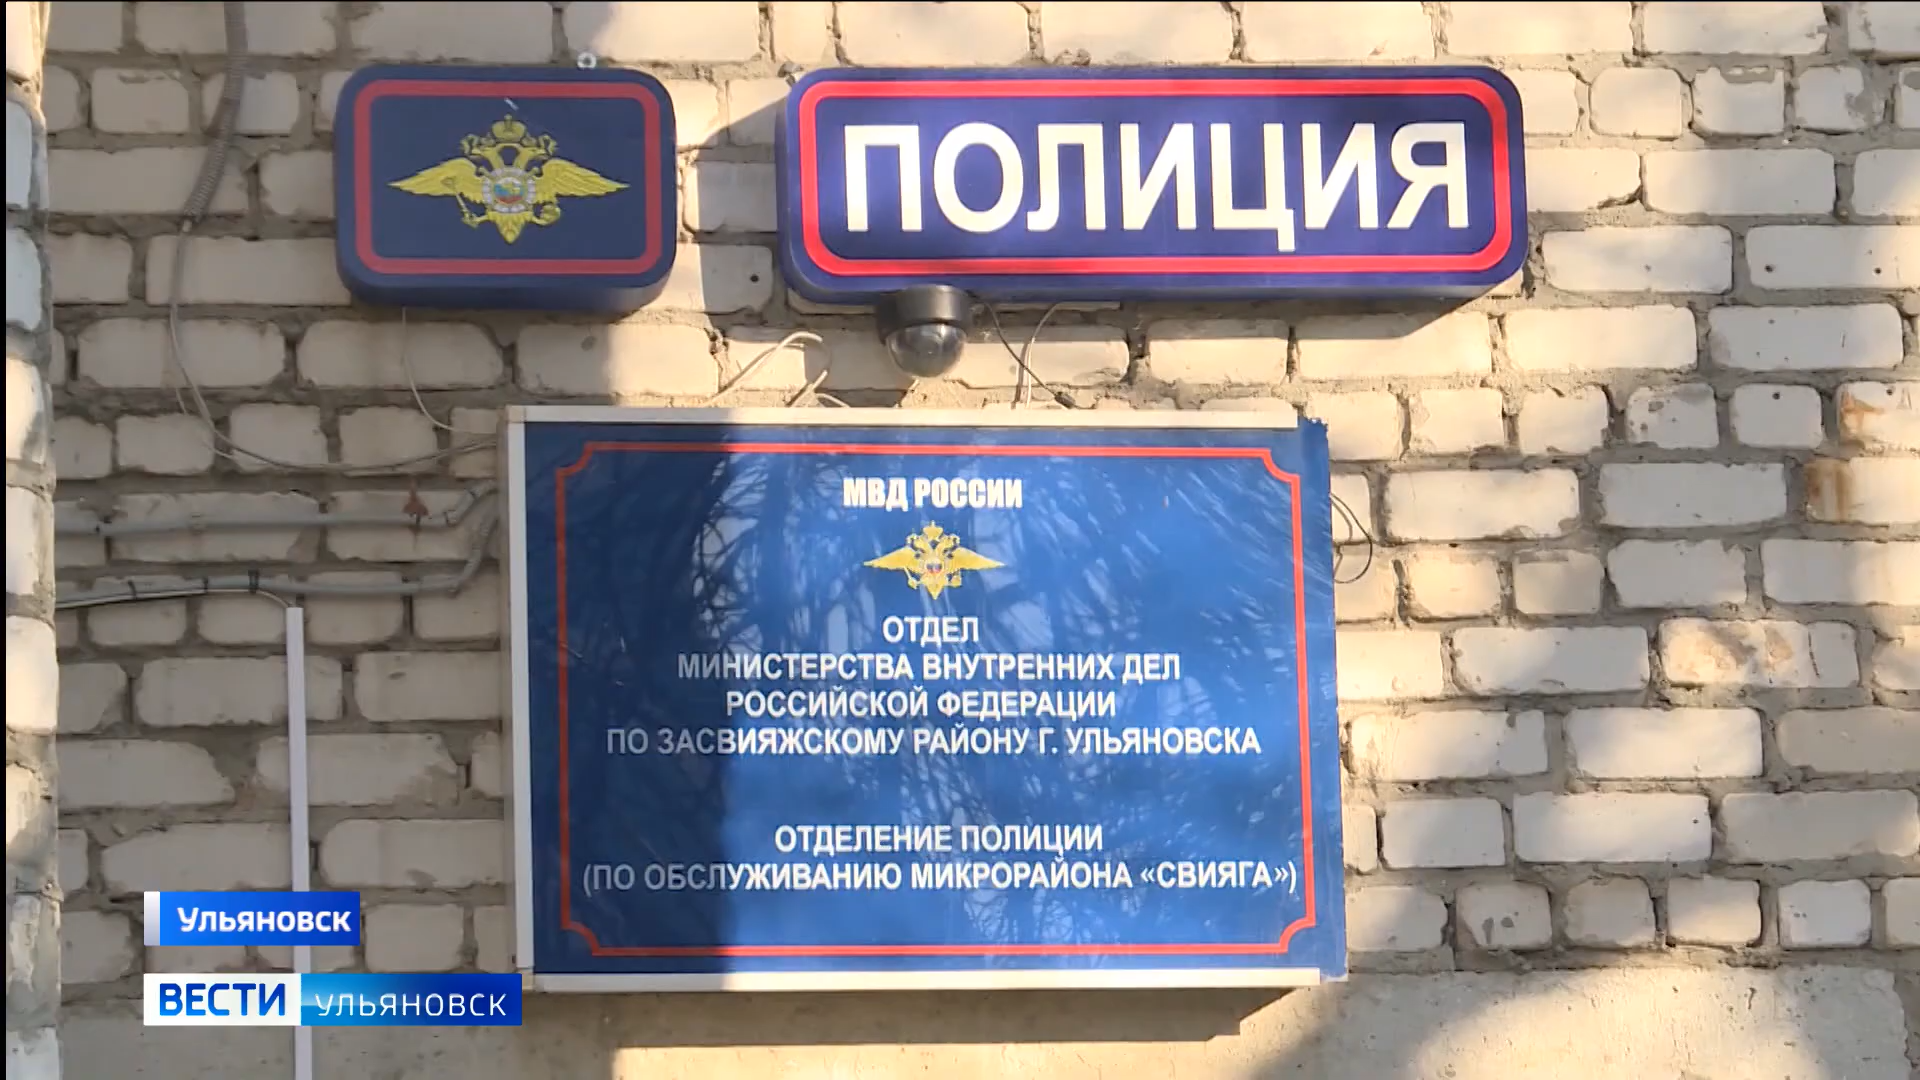 ПОЛИЦИЯ
МВД РОССИИ
ОТДЕЛ
МИНИСТЕРСТВА ВНУТРЕННИХ ДЕЛ
РОССИЙСКОЙ ФЕДЕРАЦИИ
ПО ЗАСВИЯЖСКОМУ РАЙОНУ Г. УЛЬЯНОВСКА
ОТДЕЛЕНИЕ ПОЛИЦИИ
(ПО ОБСЛУЖИВАНИЮ МИКРОРАЙОНА «СВИЯГА»)
Ульяновск
ВЕСТИ УЛЬЯНОВСК